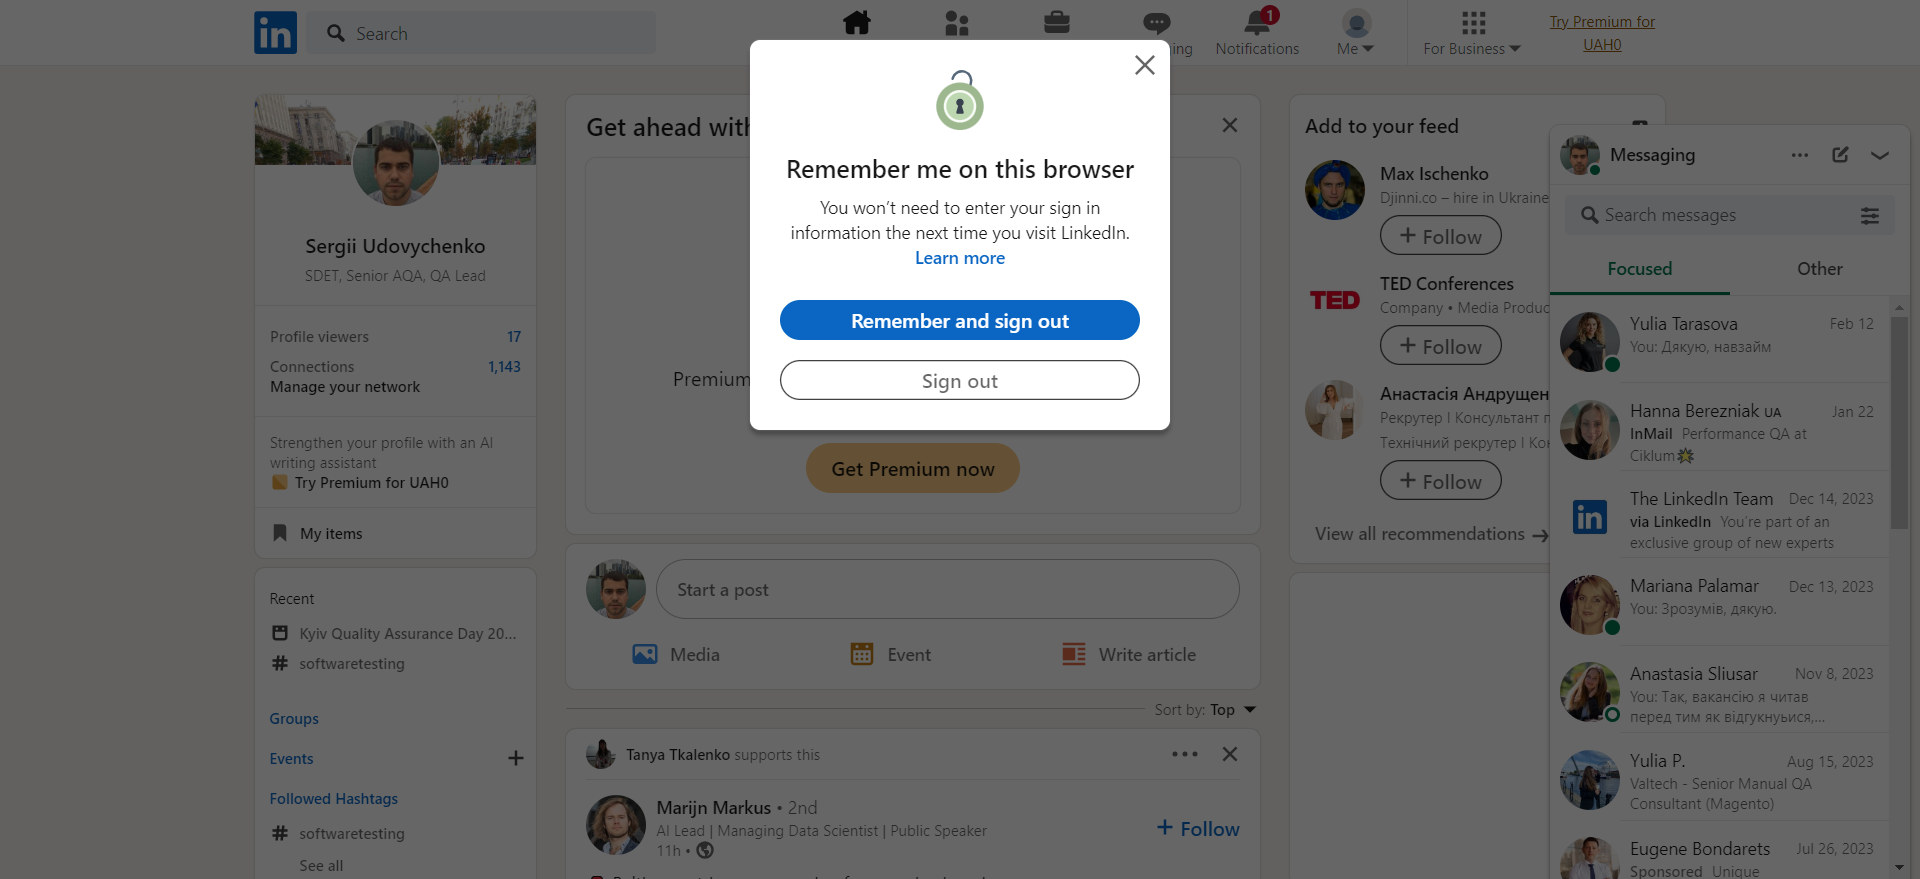 in
Search
ing
Notifications
1
Me
For Business
Try Premium for
UAH0
Remember me on this browser
You won’t need to enter your sign in
information the next time you visit LinkedIn.
Learn more
Remember and sign out
Sign out
Sergii Udovychenko
SDET, Senior AQA, QA Lead
Profile viewers 17
Connections 1,143
Manage your network
Strengthen your profile with an AI
writing assistant
Try Premium for UAH0
My items
Recent
Kyiv Quality Assurance Day 20...
# softwaretesting
Groups
Events
Followed Hashtags
# softwaretesting
See all
Get ahead with
Premium
Get Premium now
Start a post
Media
Event
Write article
Sort by: Top
Tanya Tkalenko supports this
Marijn Markus • 2nd
AI Lead | Managing Data Scientist | Public Speaker
11h •
+ Follow
Add to your feed
Max Ischenko
Djinni.co – hire in Ukraine
+ Follow
TED
TED Conferences
Company • Media Produc
+ Follow
Анастасія Андрущен
Рекрутер І Консультант п
Технічний рекрутер І Ко
+ Follow
View all recommendations →
Messaging
Search messages
Focused
Other
Yulia Tarasova Feb 12
You: Дякую, навзайм
Hanna Berezniak UA Jan 22
InMail Performance QA at
Ciklum
in
The LinkedIn Team Dec 14, 2023
via LinkedIn You’re part of an
exclusive group of new experts
Mariana Palamar Dec 13, 2023
You: Зрозумів, дякую.
Anastasia Sliusar Nov 8, 2023
You: Так, вакансію я читав
перед тим як відгукнуьися,...
Yulia P. Aug 15, 2023
Valtech - Senior Manual QA
Consultant (Magento)
Eugene Bondarets Jul 26, 2023
Sponsored Unique